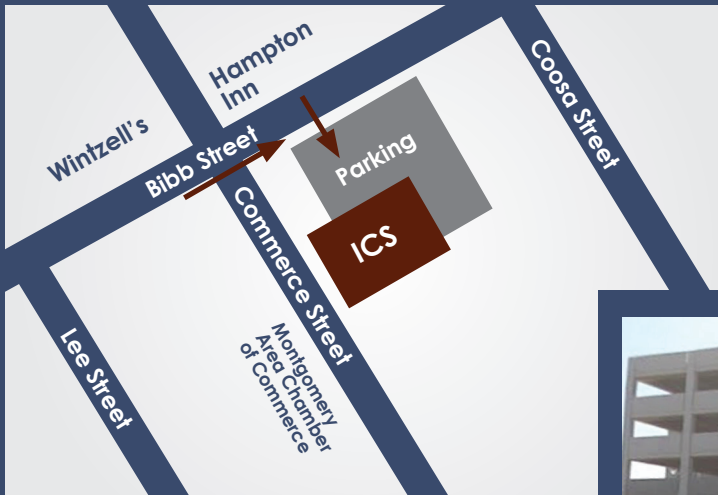 Hampton
Inn
Wintzell's
Bibb Street
Coosa Street
Parking
ICS
Commerce Street
Lee Street
Montgomery
Area Chamber
of Commerce